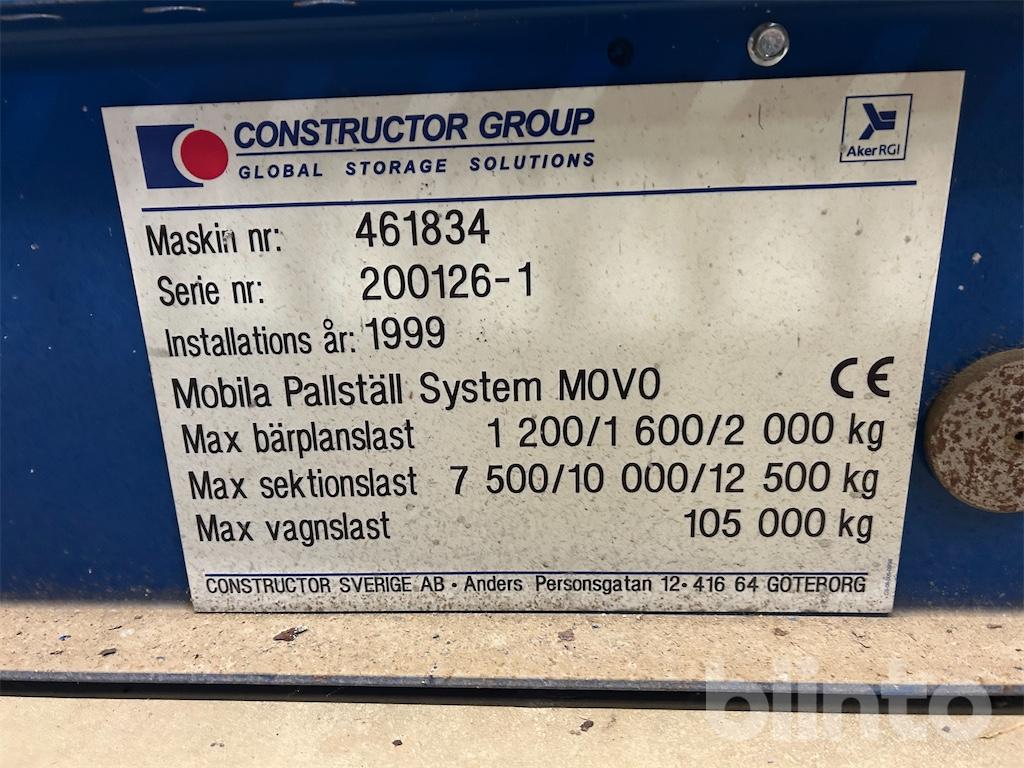 CONSTRUCTOR GROUP
GLOBAL STORAGE SOLUTIONS
Aker RGI
Maskin nr: 461834
Serie nr: 200126-1
Installations år: 1999
Mobila Pallställ System MOVO
CE
Max bärplanslast 1 200/1 600/2 000 kg
Max sektionslast 7 500/10 000/12 500 kg
Max vagnslast 105 000 kg
CONSTRUCTOR SVERIGE AB · Anders Personsgatan 12 · 416 64 GÖTEBORG
blinto